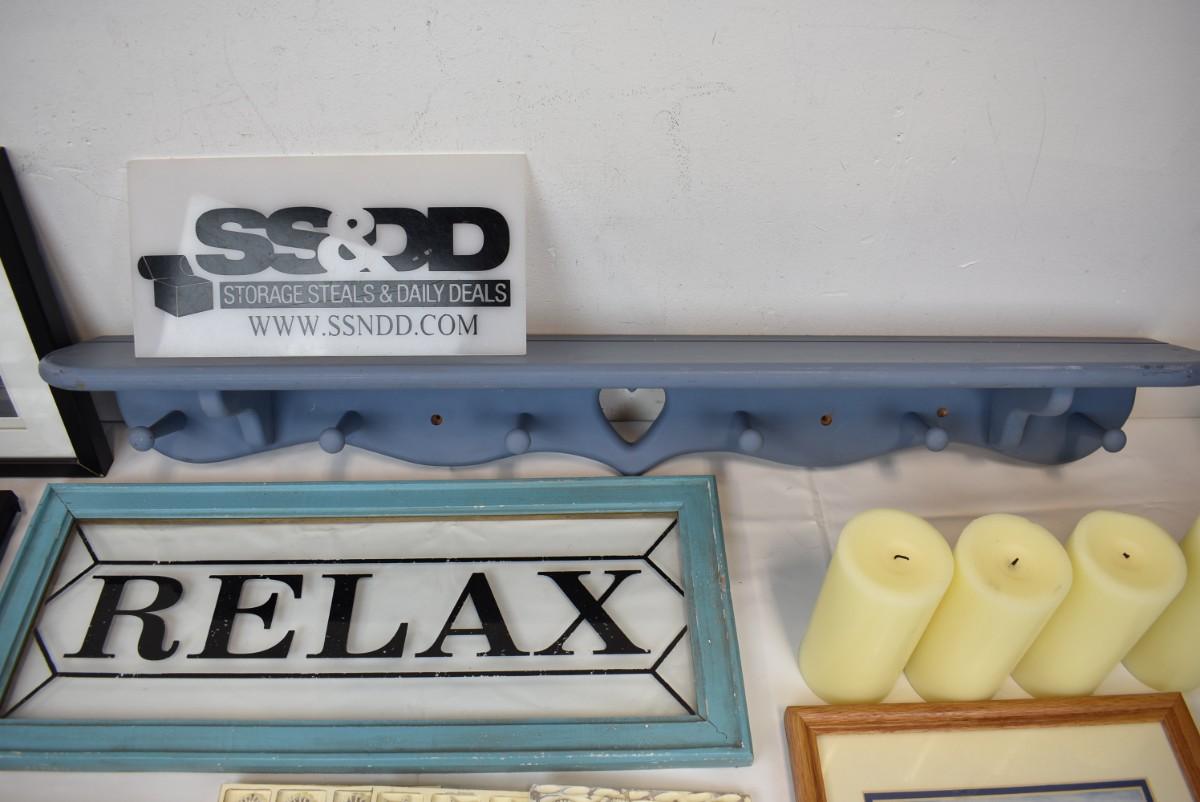 SS&DD
STORAGE STEALS & DAILY DEALS
WWW.SSNDD.COM
RELAX